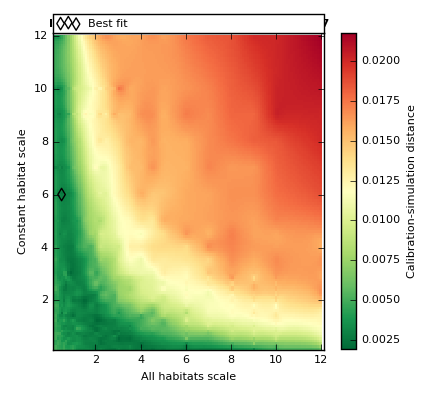 Best fit
12
10
8
6
4
2
2 4 6 8 10 12
Constant habitat scale
All habitats scale
0.0200
0.0175
0.0150
0.0125
0.0100
0.0075
0.0050
0.0025
Calibration-simulation distance